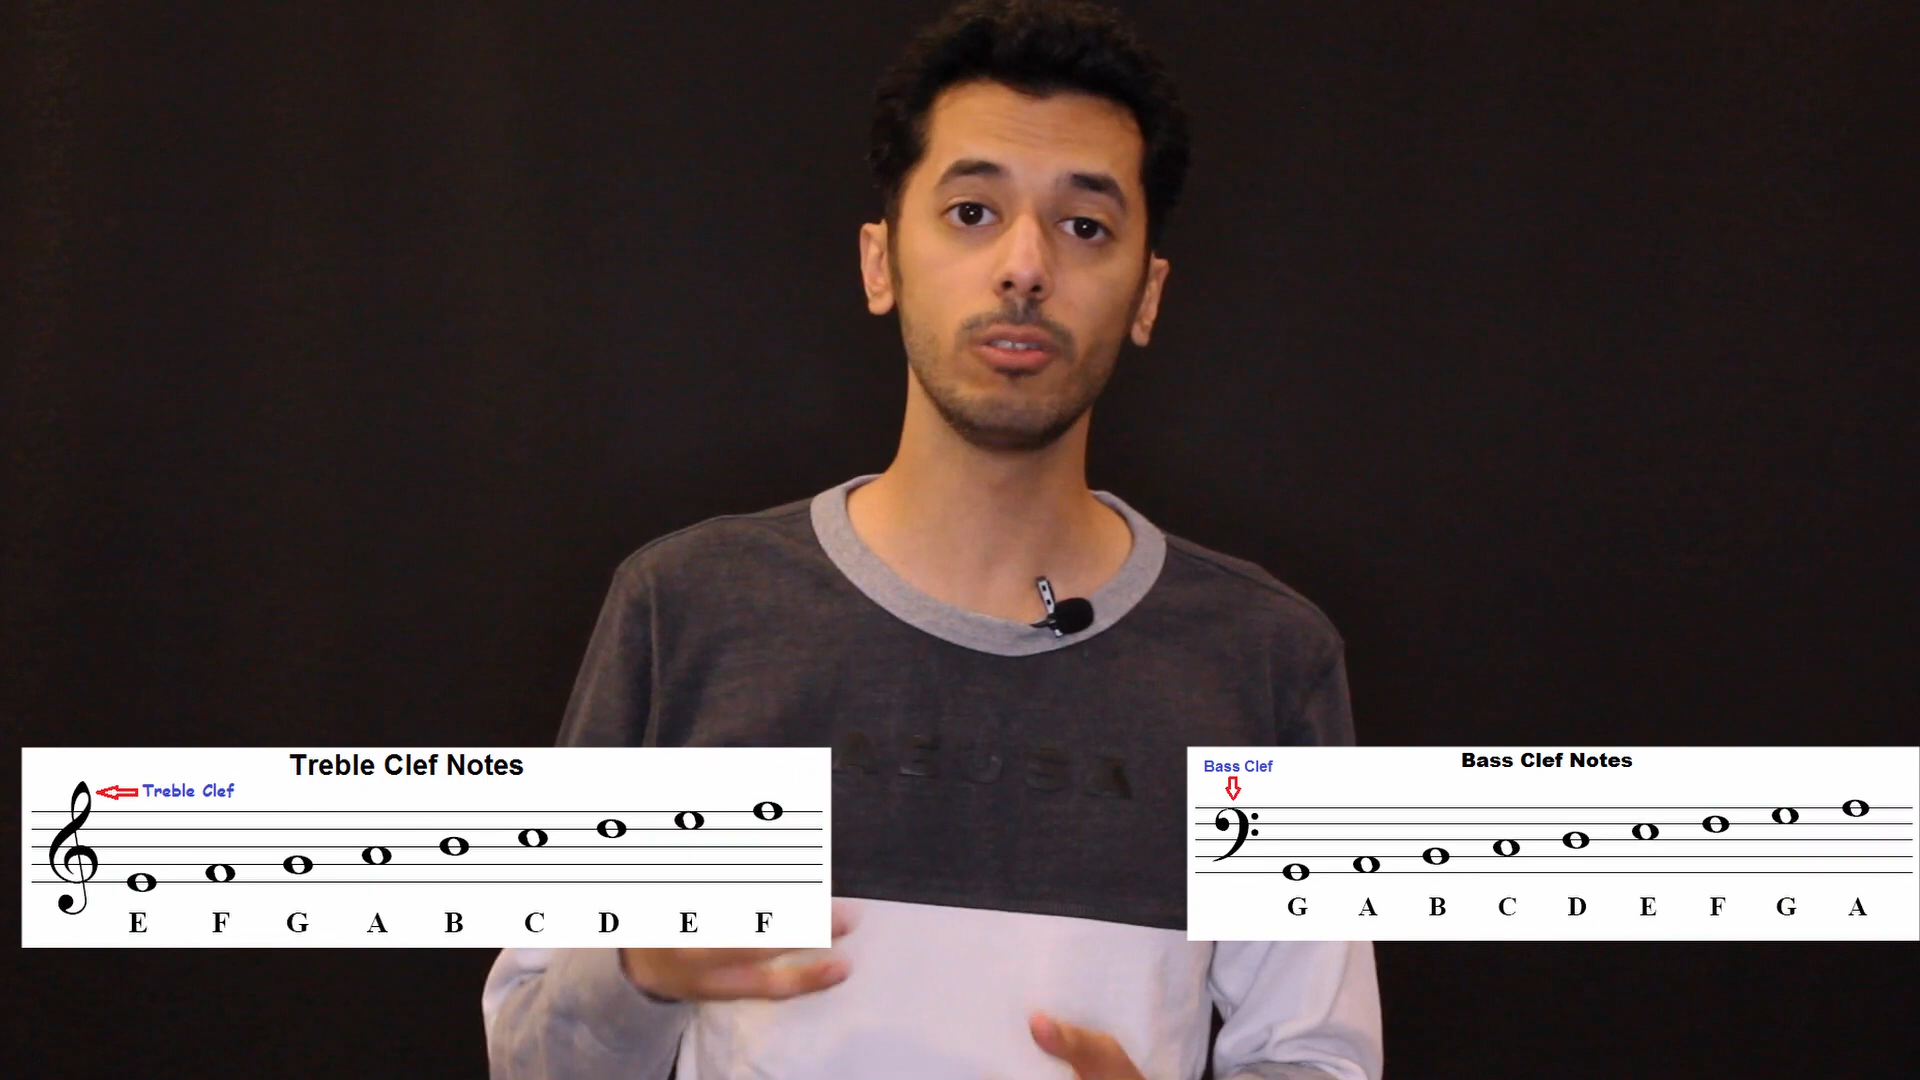 Treble Clef Notes
Treble Clef
E F G A B C D E F
Bass Clef Notes
Bass Clef
G A B C D E F G A